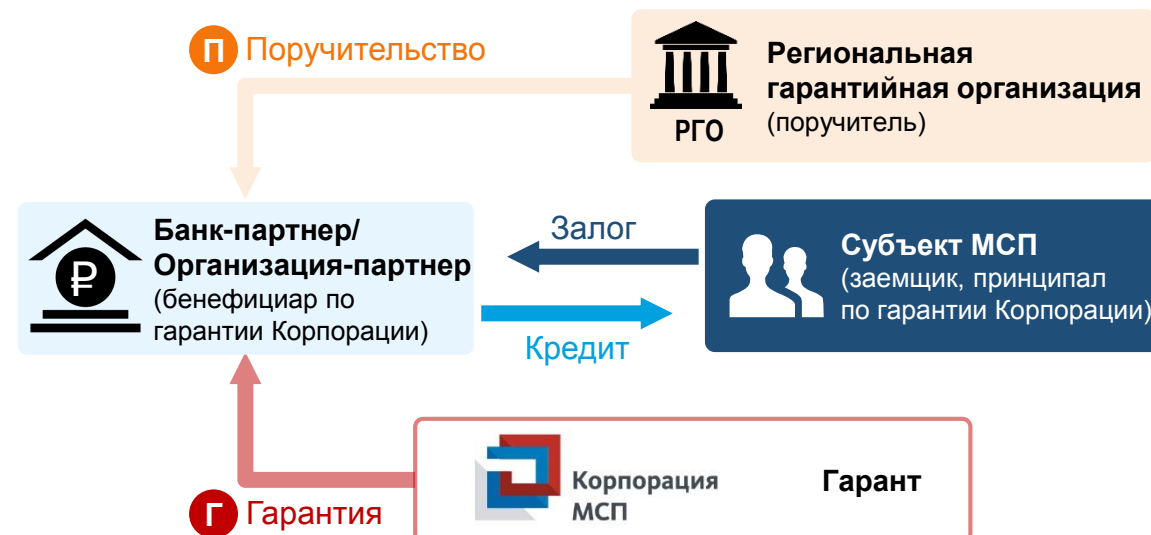 П Поручительство
Региональная
гарантийная организация
(поручитель)
РГО
Банк-партнер/
Организация-партнер
(бенефициар по
гарантии Корпорации)
₽
Залог
Кредит
Субъект МСП
(заемщик, принципал
по гарантии Корпорации)
Корпорация
МСП
Гарант
Г Гарантия